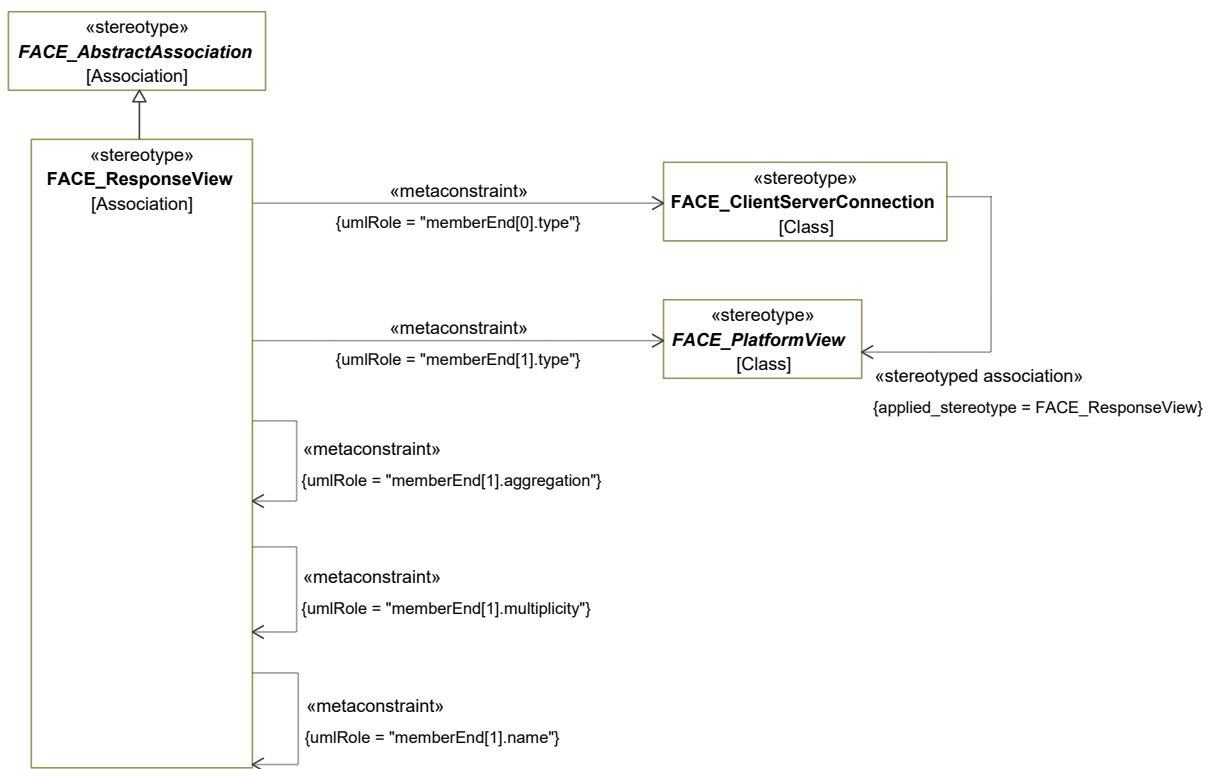 «stereotype»
FACE_AbstractAssociation
[Association]
«stereotype»
FACE_ResponseView
[Association]
«metaconstraint»
{umlRole = "memberEnd[0].type"}
«stereotype»
FACE_ClientServerConnection
[Class]
«metaconstraint»
{umlRole = "memberEnd[1].type"}
«stereotype»
FACE_PlatformView
[Class]
«stereotyped association»
{applied_stereotype = FACE_ResponseView}
«metaconstraint»
{umlRole = "memberEnd[1].aggregation"}
«metaconstraint»
{umlRole = "memberEnd[1].multiplicity"}
«metaconstraint»
{umlRole = "memberEnd[1].name"}